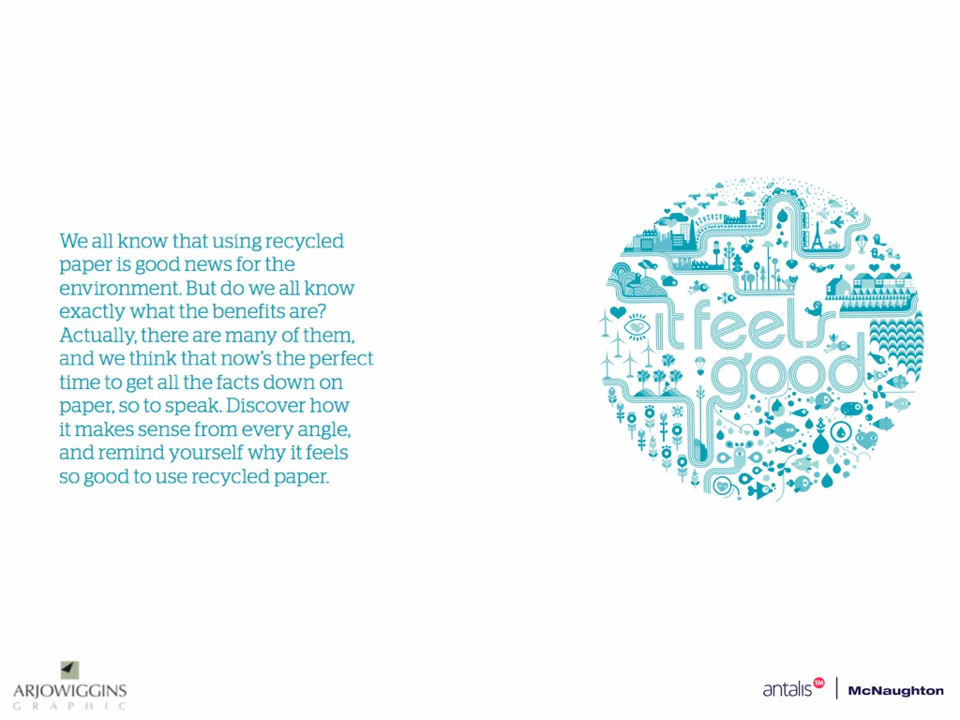 We all know that using recycled
paper is good news for the
environment. But do we all know
exactly what the benefits are?
Actually, there are many of them,
and we think that now's the perfect
time to get all the facts down on
paper, so to speak. Discover how
it makes sense from every angle,
and remind yourself why it feels
so good to use recycled paper.
it feels
good
ARJOWIGGINS
GRAPHIC
antalis TM
McNaughton